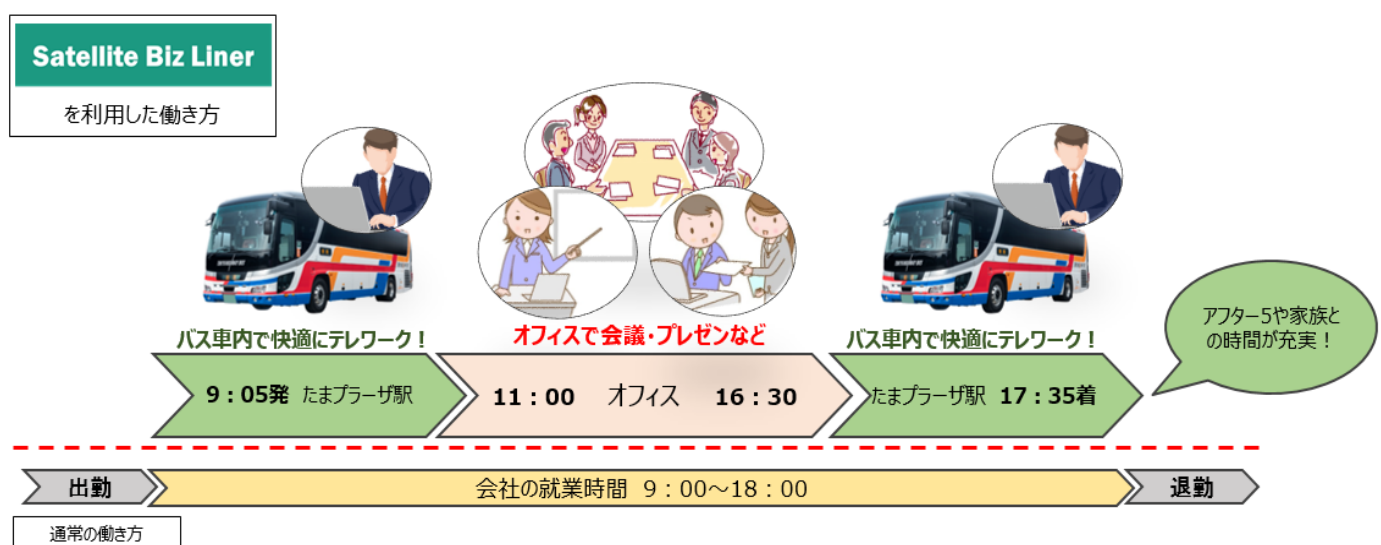 Satellite Biz Liner
を利用した働き方
バス車内で快適にテレワーク！
オフィスで会議・プレゼンなど
バス車内で快適にテレワーク！
アフター5や家族と
の時間が充実！
9：05発 たまプラーザ駅
11：00 オフィス 16：30
たまプラーザ駅 17：35着
出勤
会社の就業時間 9：00～18：00
退勤
通常の働き方